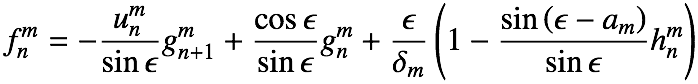 $f_n^m = -\frac{u_n^m}{\sin \epsilon} g_{n+1}^m + \frac{\cos \epsilon}{\sin \epsilon} g_n^m + \frac{\epsilon}{\delta_m} \left( 1 - \frac{\sin (\epsilon - a_m)}{\sin \epsilon} h_n^m \right)$